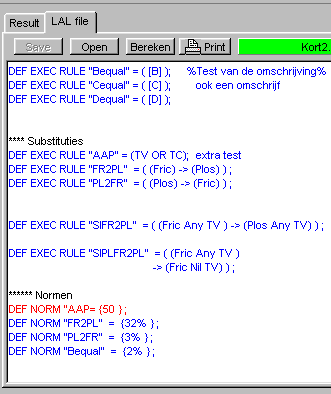 Result LAL file
Save Open Bereken Print Kort2.
DEF EXEC RULE "Bequal" = ( [B] ); %Test van de omschrijving%
DEF EXEC RULE "Cequal" = ( [C] ); ook een omschrijf
DEF EXEC RULE "Dequal" = ( [D] );
**** Substituties
DEF EXEC RULE "AAP" = (TV OR TC); extra test
DEF EXEC RULE "FR2PL" = ( (Fric) -> (Plos) ) ;
DEF EXEC RULE "PL2FR" = ( (Plos) -> (Fric) ) ;
DEF EXEC RULE "SIFR2PL" = ( (Fric Any TV ) -> (Plos Any TV) ) ;
DEF EXEC RULE "SIPLFR2PL" = ( (Fric Any TV )
-> (Fric Nil TV) ) ;
****** Normen
DEF NORM "AAP= {50 } ;
DEF NORM "FR2PL" = {32% } ;
DEF NORM "PL2FR" = {3% } ;
DEF NORM "Bequal" = {2% } ;